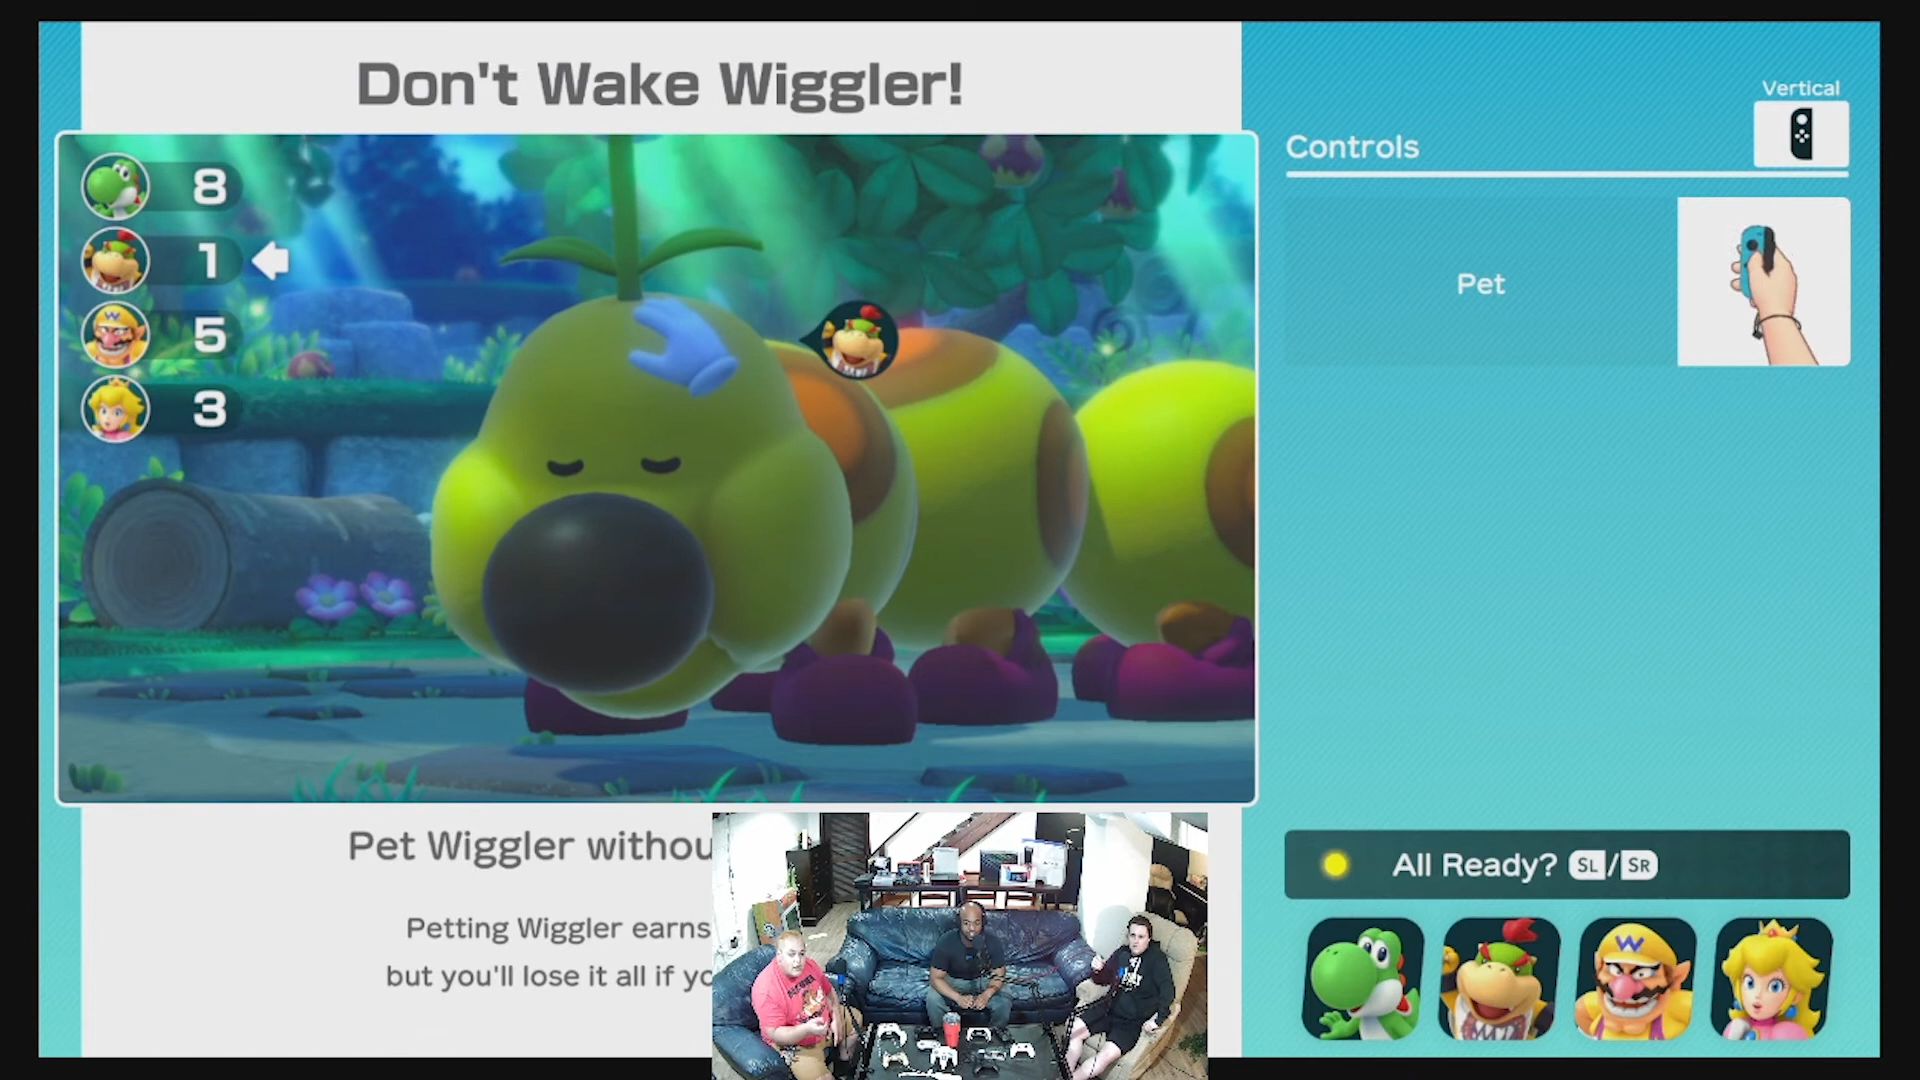 Don't Wake Wiggler!
8
1
5
3
Vertical
Controls
Pet
Pet Wiggler withou
Petting Wiggler earns
but you'll lose it all if yo
All Ready? SL/SR